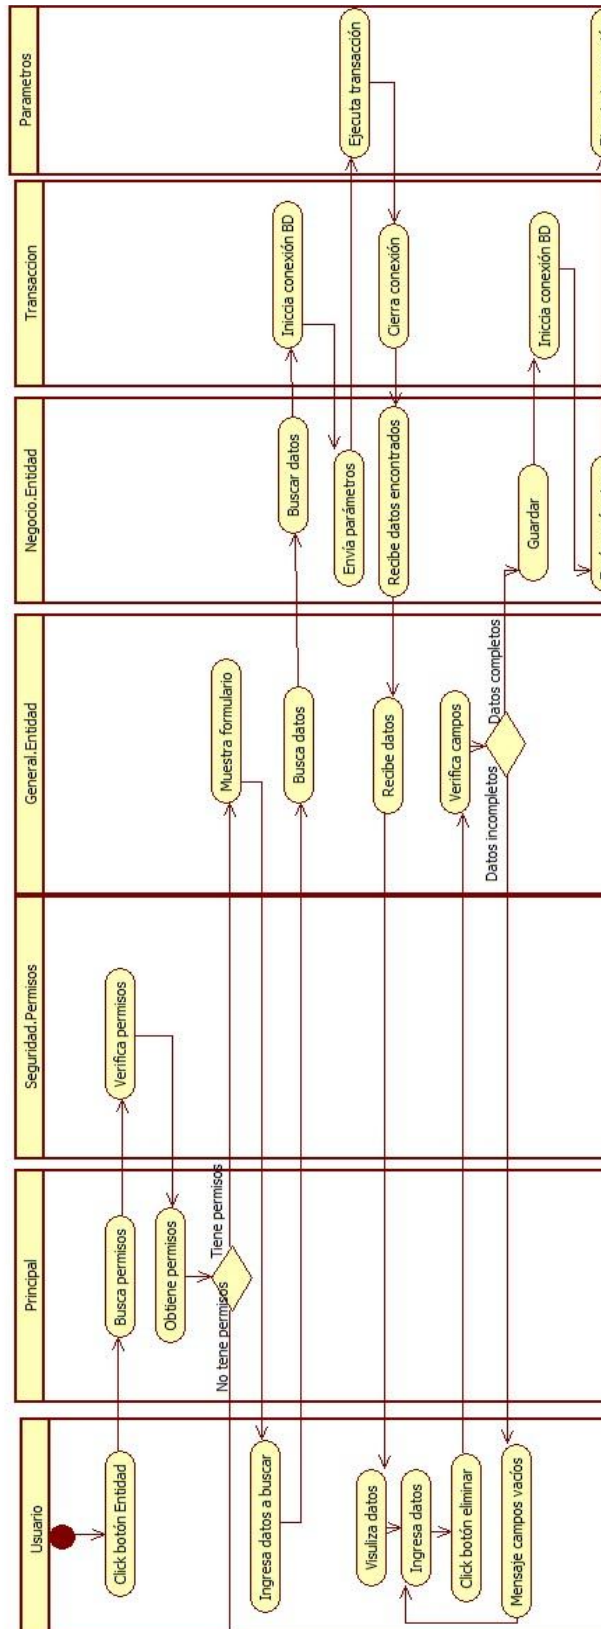 Usuario
Principal
Seguridad.Permisos
General.Entidad
Negocio.Entidad
Transaccion
Parametros
Click botón Entidad
Busca permisos
Verifica permisos
Obtiene permisos
No tene permisos
Tiene permisos
Muestra formulario
Ingresa datos a buscar
Busca datos
Buscar datos
Iniccia conexión BD
Envía parámetros
Ejecuta transacción
Cierra conexión
Recibe datos encontrados
Recibe datos
Visuliza datos
Ingresa datos
Click botón eliminar
Verifica campos
Datos incompletos
Datos completos
Mensaje campos vacíos
Guardar
Iniccia conexión BD